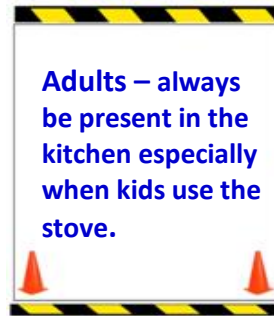 Adults – always
be present in the
kitchen especially
when kids use the
stove.